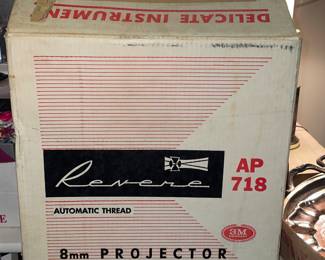 DELICATE INSTRUMEN
Revere
AP
718
AUTOMATIC THREAD
3M
8mm PROJECTOR